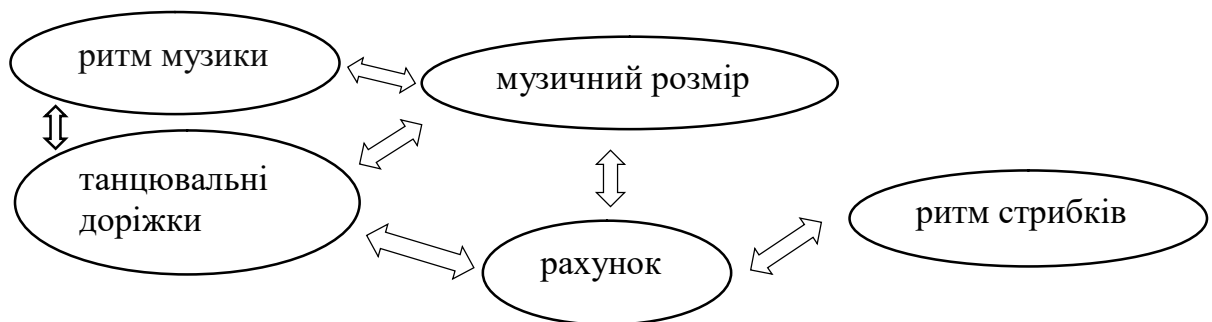 ритм музики
музичний розмір
танцювальні
доріжки
ритм стрибків
рахунок